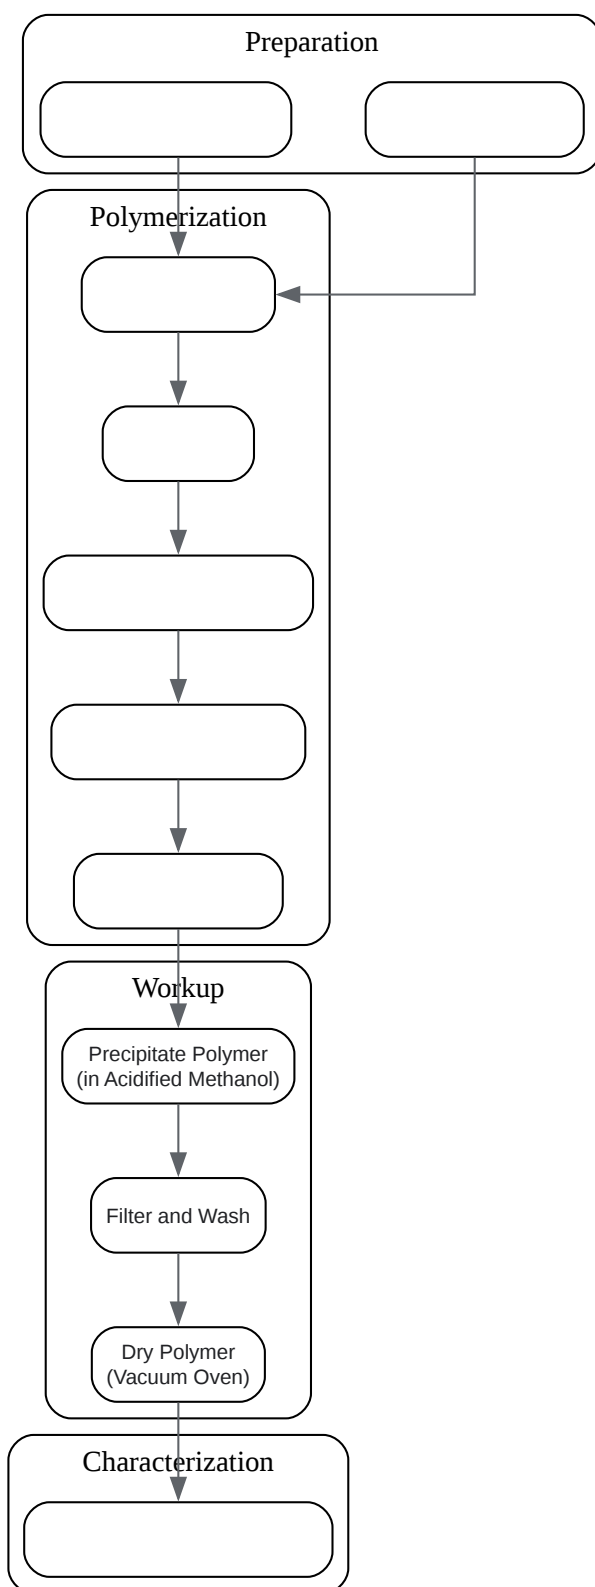 Preparation
Polymerization
Workup
Precipitate Polymer
(in Acidified Methanol)
Filter and Wash
Dry Polymer
(Vacuum Oven)
Characterization